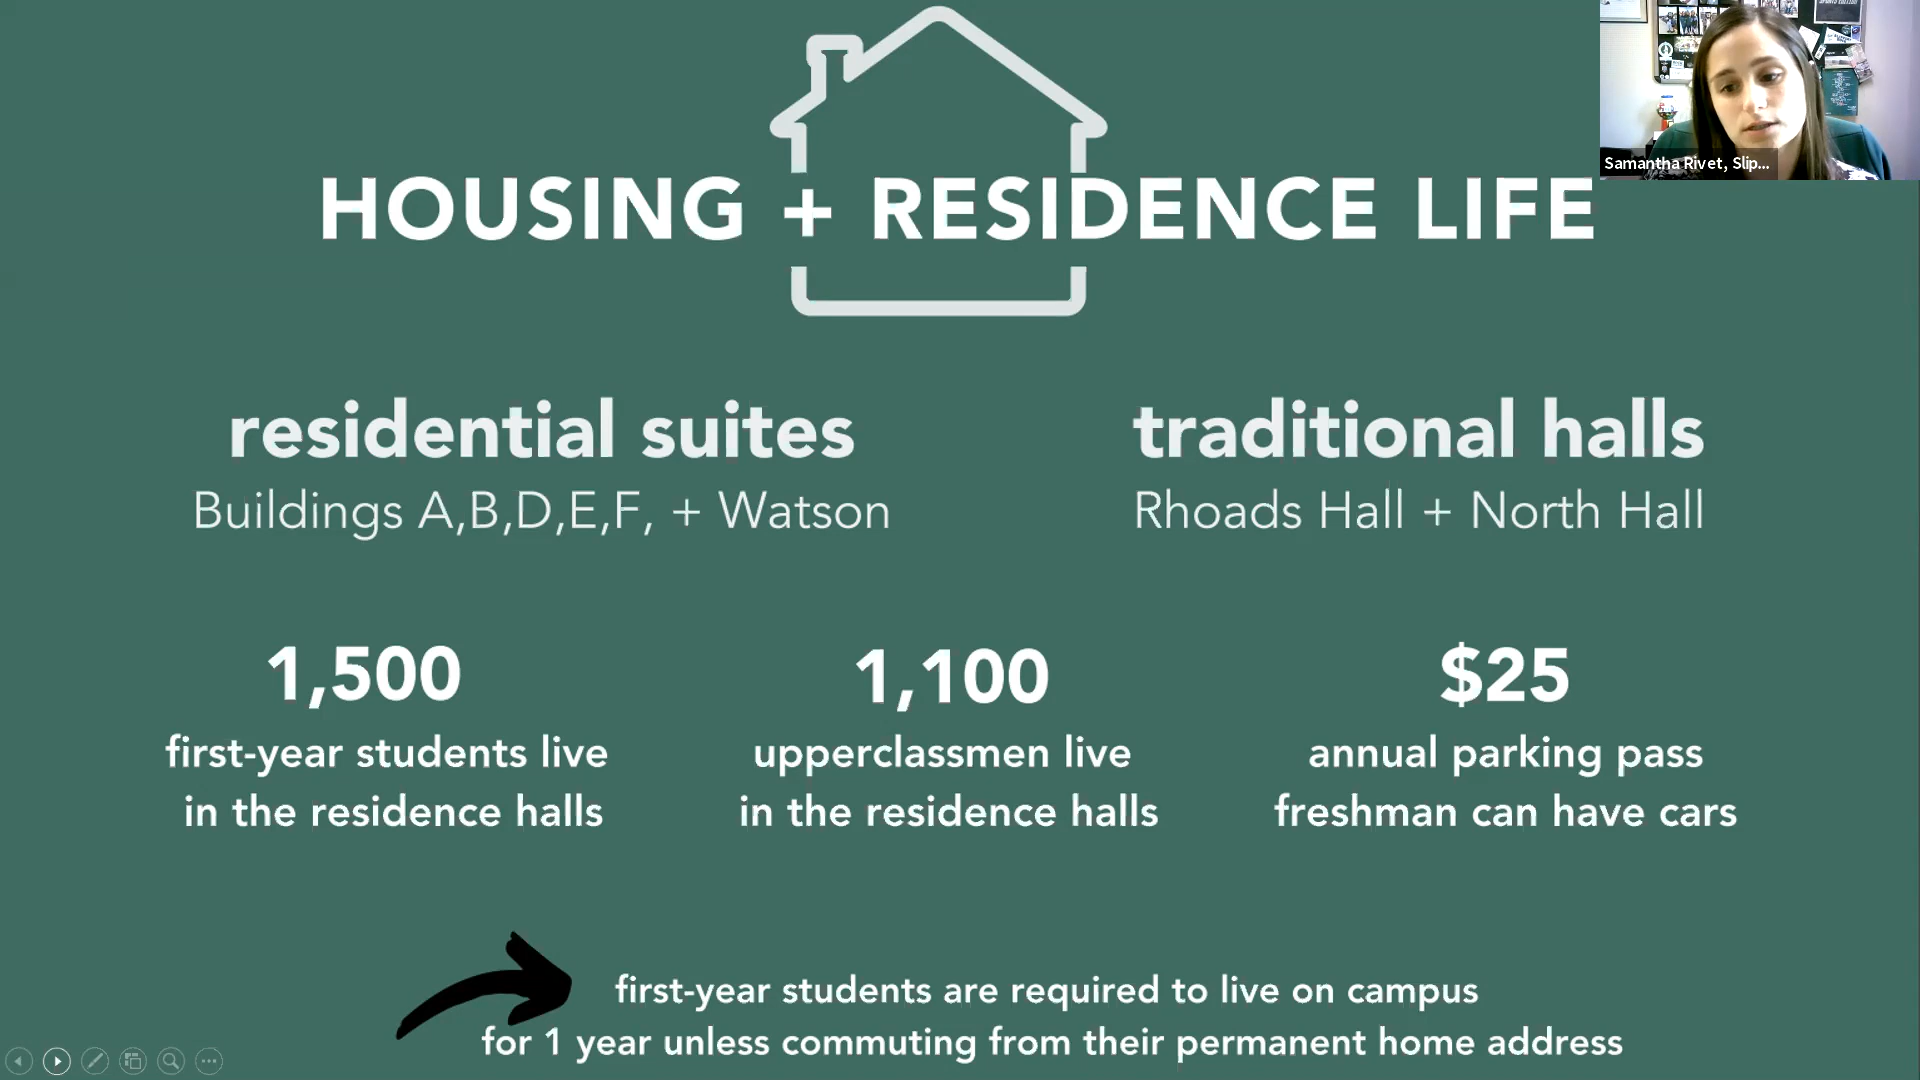 HOUSING + RESIDENCE LIFE
Samantha Rivet, Slip...
residential suites
Buildings A,B,D,E,F, + Watson
traditional halls
Rhoads Hall + North Hall
1,500
first-year students live
in the residence halls
1,100
upperclassmen live
in the residence halls
$25
annual parking pass
freshman can have cars
first-year students are required to live on campus
for 1 year unless commuting from their permanent home address